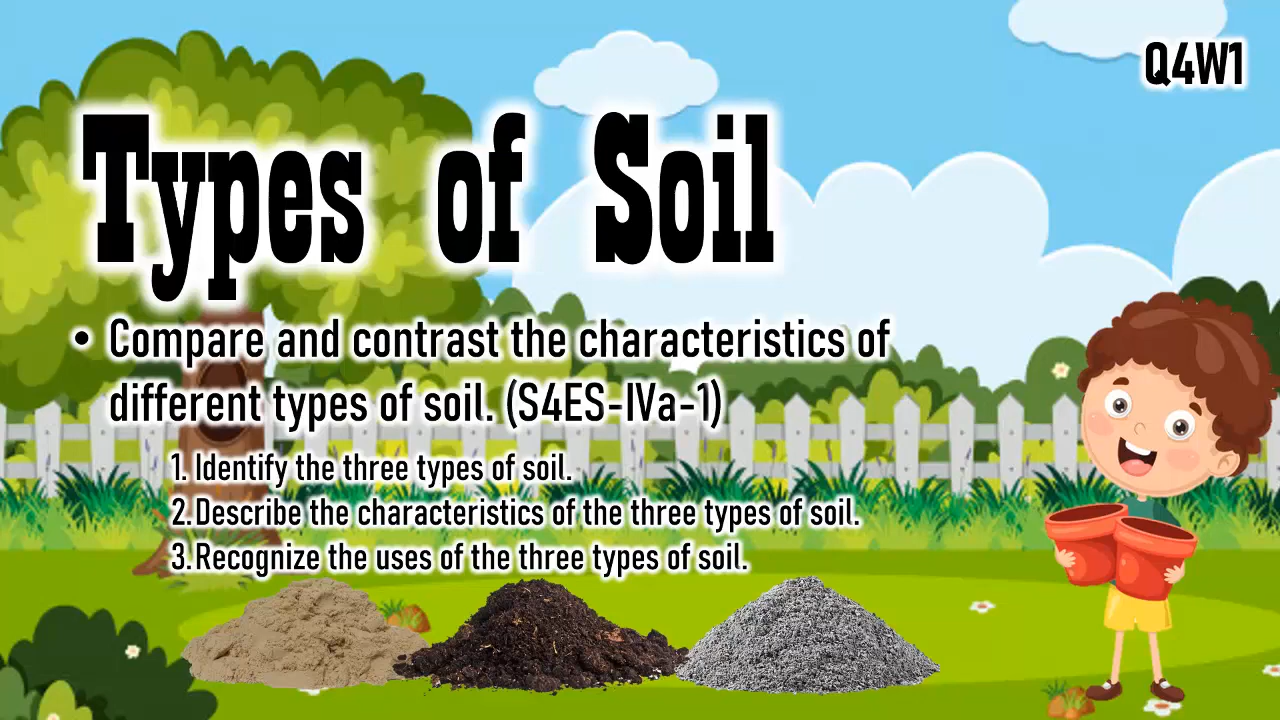 Q4W1
Types of Soil
• Compare and contrast the characteristics of
different types of soil. (S4ES-IVa-1)
1. Identify the three types of soil.
2. Describe the characteristics of the three types of soil.
3. Recognize the uses of the three types of soil.